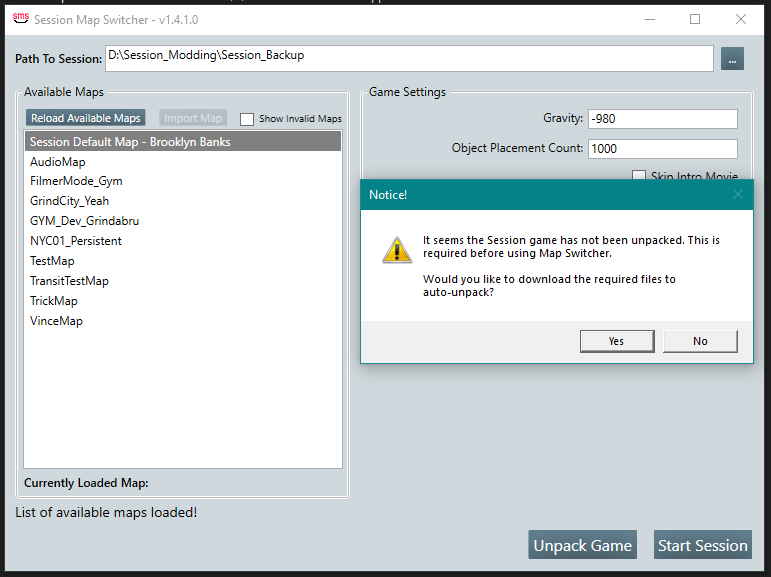 sms Session Map Switcher - v1.4.1.0
Path To Session: D:\Session_Modding\Session_Backup ...
Available Maps
Reload Available Maps Import Map Show Invalid Maps
Session Default Map - Brooklyn Banks
AudioMap
FilmerMode_Gym
GrindCity_Yeah
GYM_Dev_Grindabru
NYC01_Persistent
TestMap
TransitTestMap
TrickMap
VinceMap
Currently Loaded Map:
List of available maps loaded!
Game Settings
Gravity: -980
Object Placement Count: 1000
Skip Intro Movie
Notice!
It seems the Session game has not been unpacked. This is
required before using Map Switcher.
Would you like to download the required files to
auto-unpack?
Yes No
Unpack Game Start Session